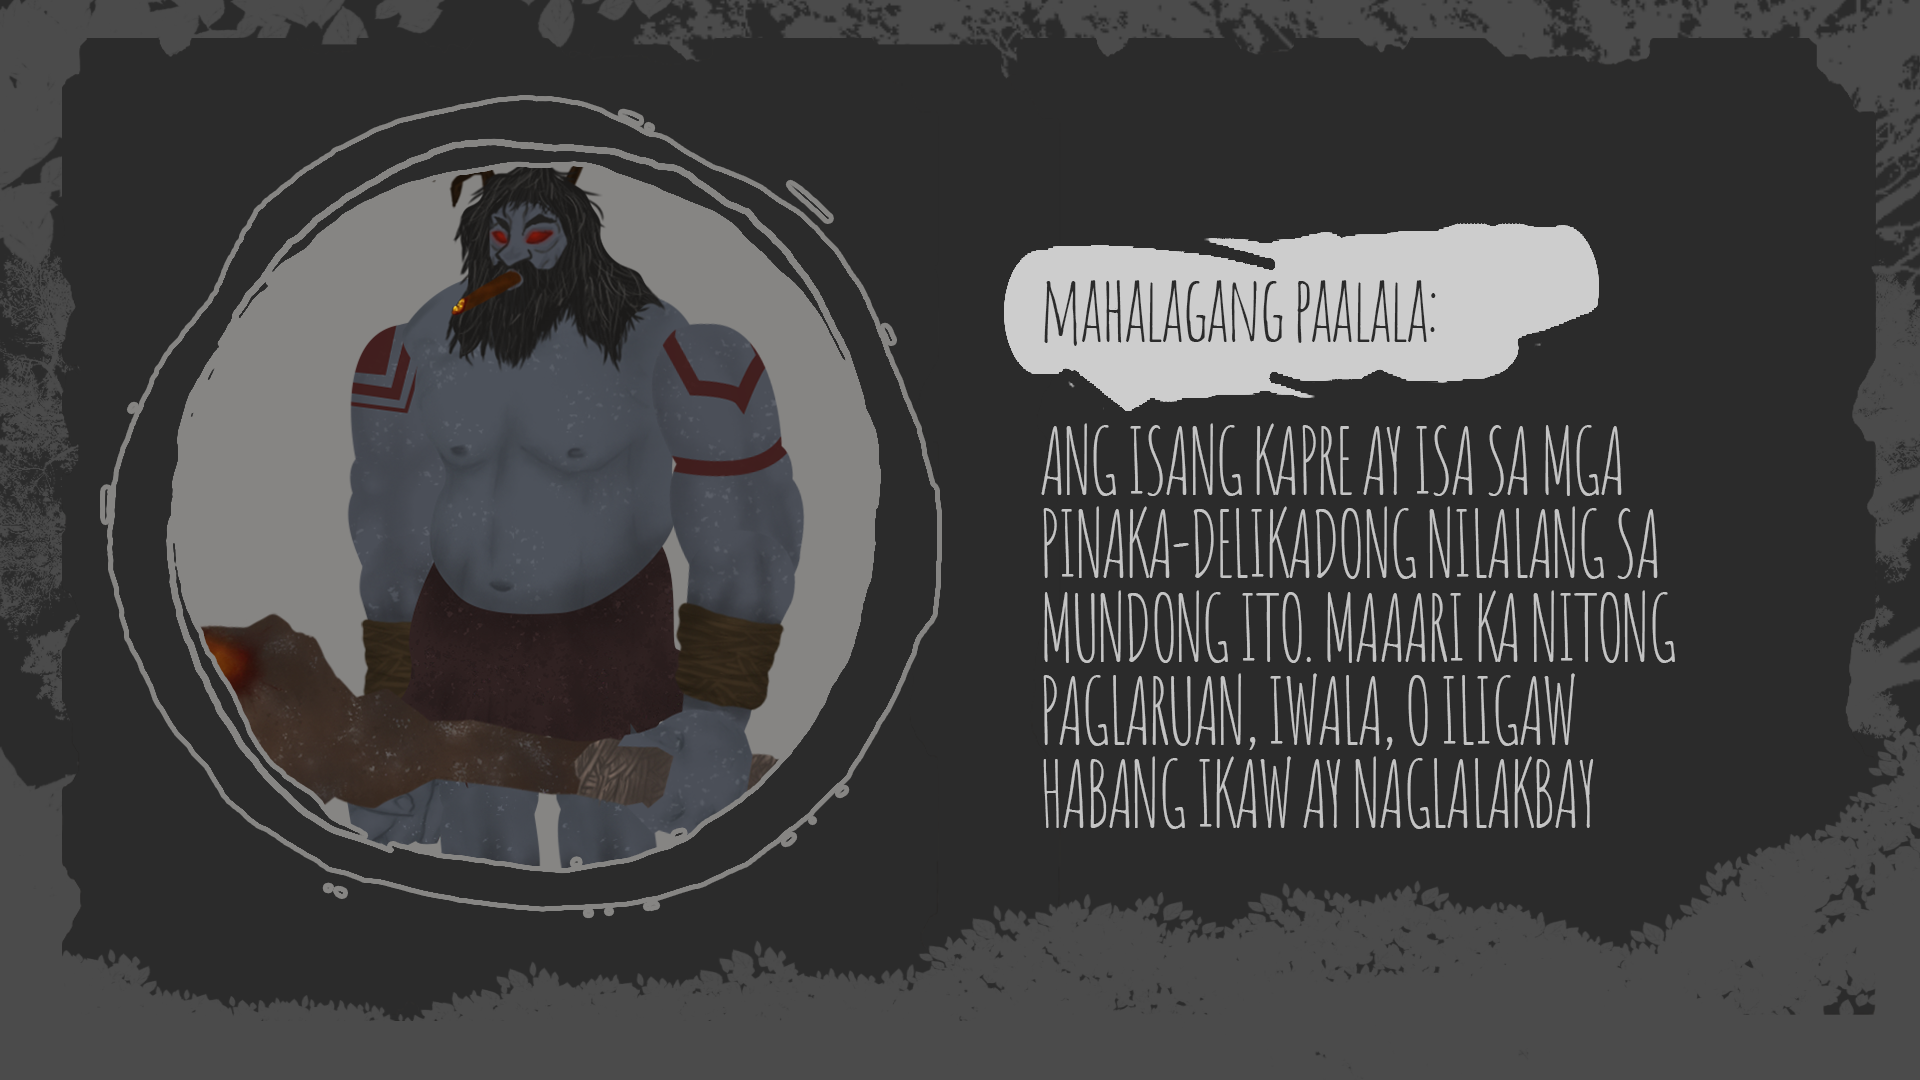 MAHALAGANG PAALALA:
ANG ISANG KAPRE AY ISA SA MGA
PINAKA-DELIKADONG NILALANG SA
MUNDONG ITO. MAAARI KA NITONG
PAGLARUAN, IWALA, O ILIGAW
HABANG IKAW AY NAGLALAKBAY